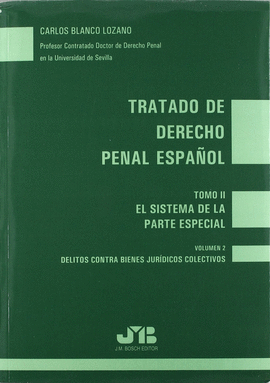 CARLOS BLANCO LOZANO
Profesor Contratado Doctor de Derecho Penal
en la Universidad de Sevilla
TRATADO DE
DERECHO
PENAL ESPAÑOL
TOMO II
EL SISTEMA DE LA
PARTE ESPECIAL
VOLUMEN 2
DELITOS CONTRA BIENES JURÍDICOS COLECTIVOS
JMB
J.M. BOSCH EDITOR